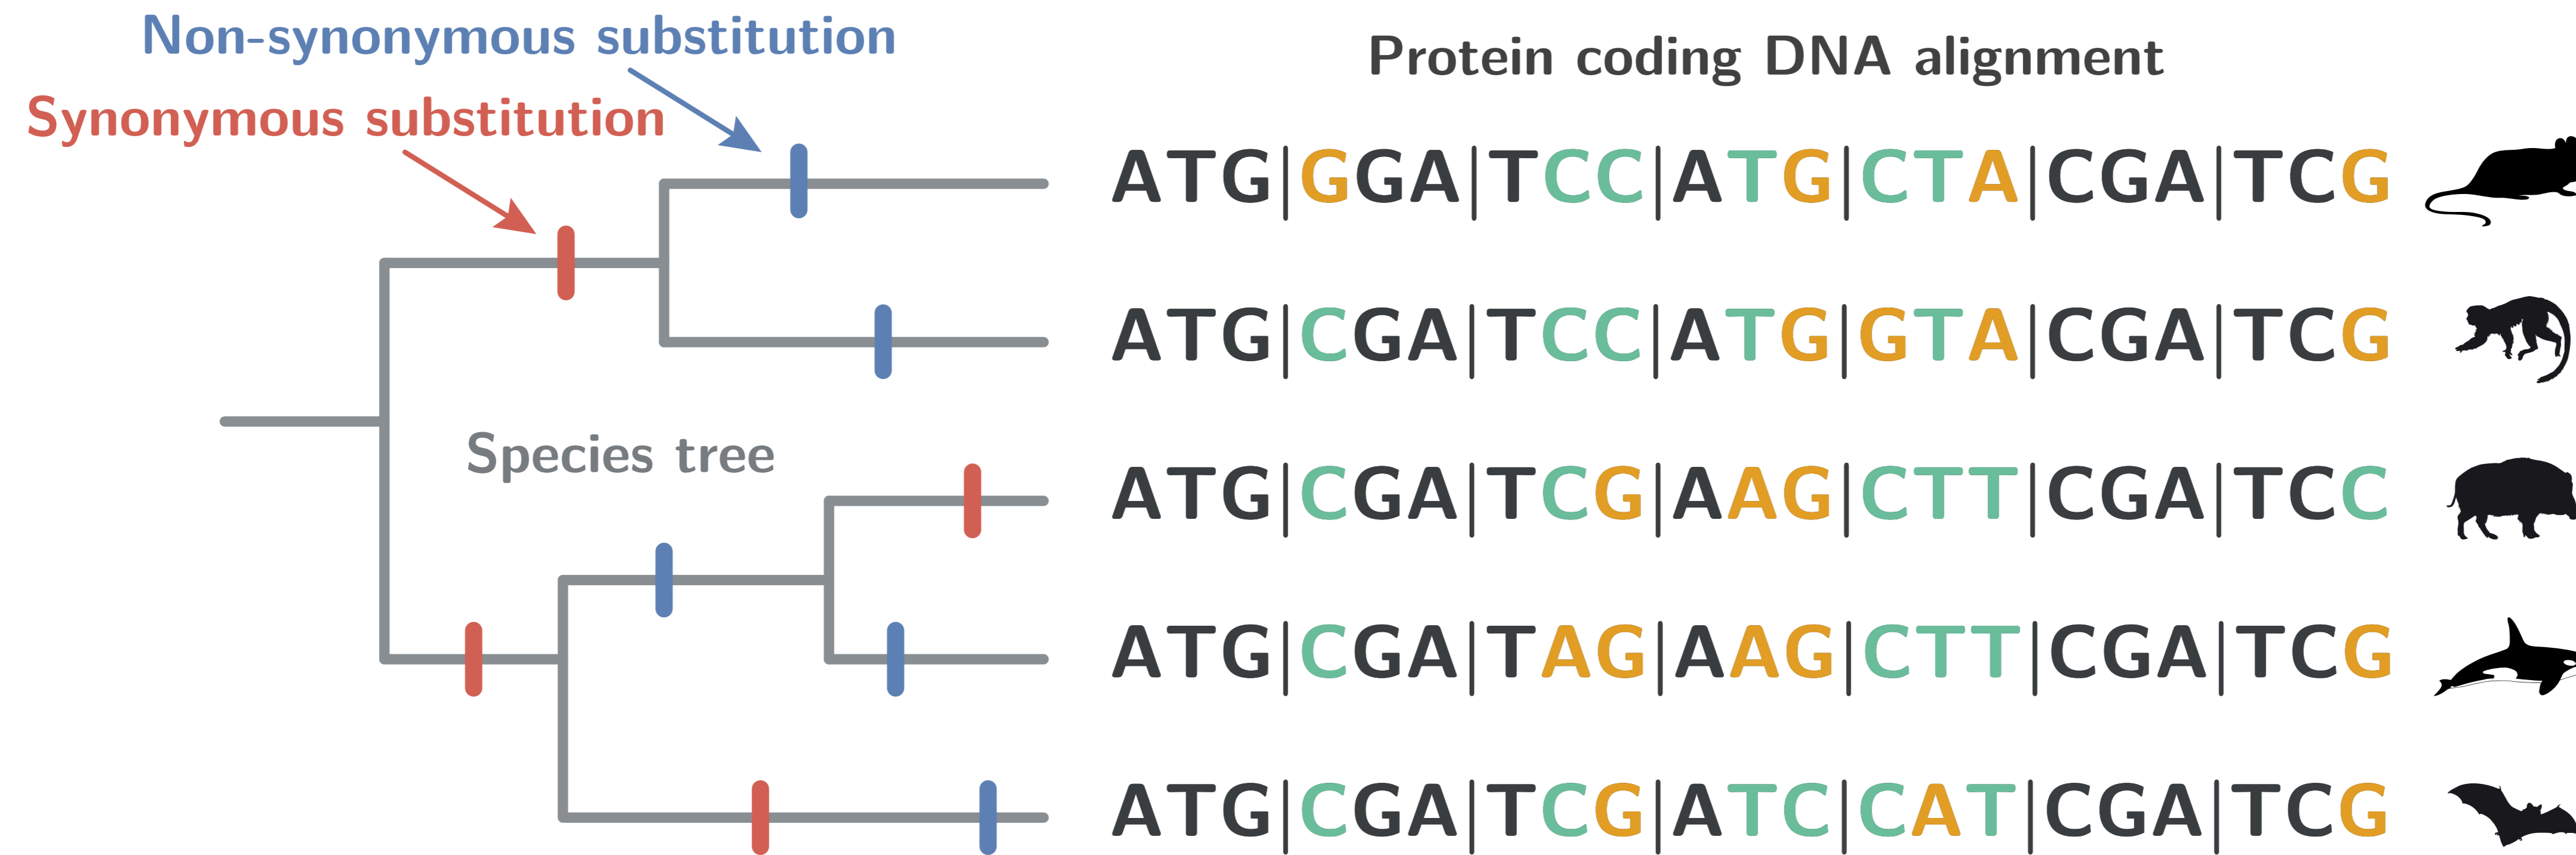 Non-synonymous substitution
Synonymous substitution
Species tree
Protein coding DNA alignment
ATG|GGA|TCC|ATG|CTA|CGA|TCG
ATG|CGA|TCC|ATG|GTA|CGA|TCG
ATG|CGA|TCG|AAG|CTT|CGA|TCC
ATG|CGA|TAG|AAG|CTT|CGA|TCG
ATG|CGA|TCG|ATC|CAT|CGA|TCG